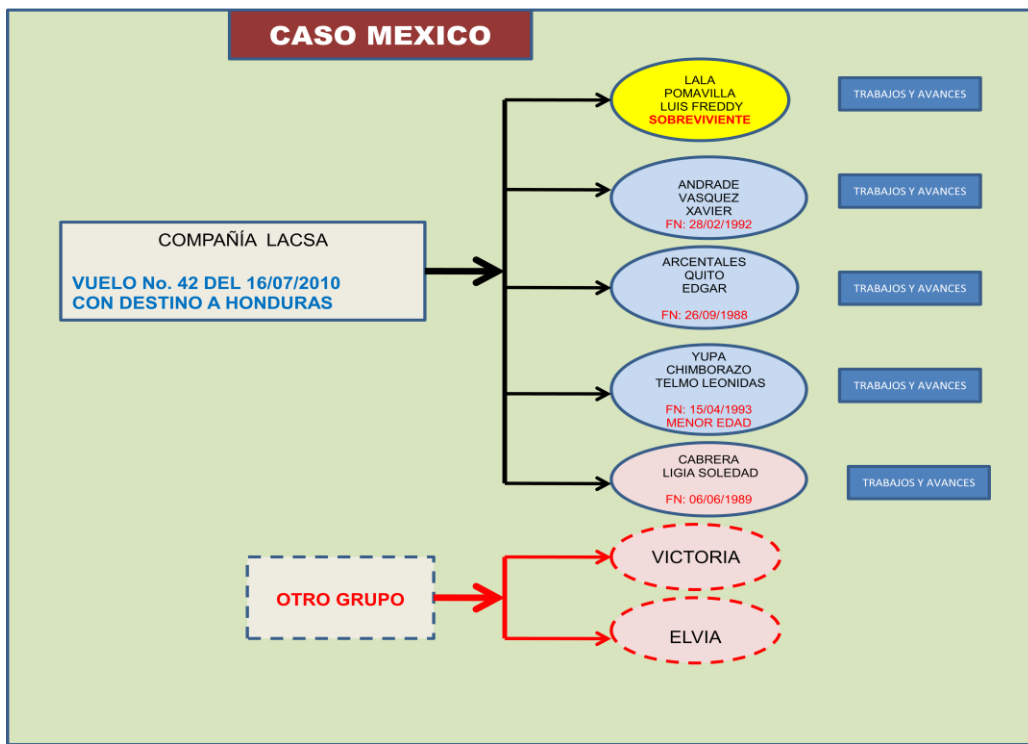 CASO MEXICO
LALA
POMAVILLA
LUIS FREDDY
SOBREVIVIENTE
TRABAJOS Y AVANCES
ANDRADE
VASQUEZ
XAVIER
FN: 28/02/1992
TRABAJOS Y AVANCES
COMPAÑÍA LACSA
VUELO No. 42 DEL 16/07/2010
CON DESTINO A HONDURAS
ARCENTALES
QUITO
EDGAR
FN: 26/09/1988
TRABAJOS Y AVANCES
YUPA
CHIMBORAZO
TELMO LEONIDAS
FN: 15/04/1993
MENOR EDAD
TRABAJOS Y AVANCES
CABRERA
LIGIA SOLEDAD
FN: 06/06/1989
TRABAJOS Y AVANCES
OTRO GRUPO
VICTORIA
ELVIA